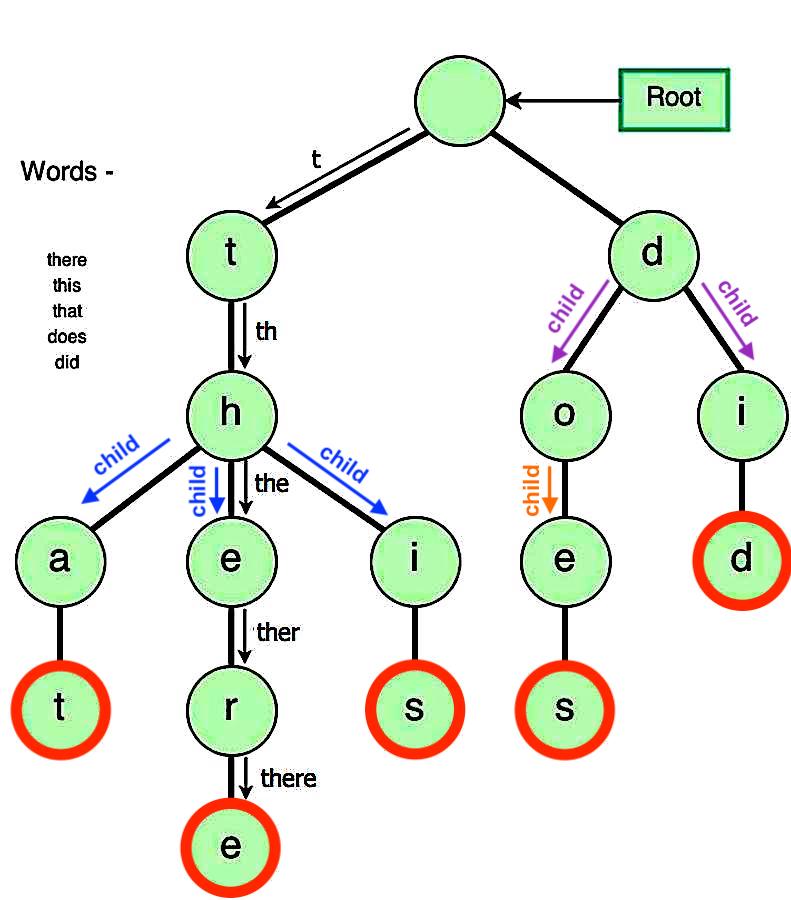 Root
t
Words -
t
d
there
this
that
does
did
child
child
th
h
o
i
child
child
child
the
child
a
e
i
e
d
ther
t
r
s
s
there
e